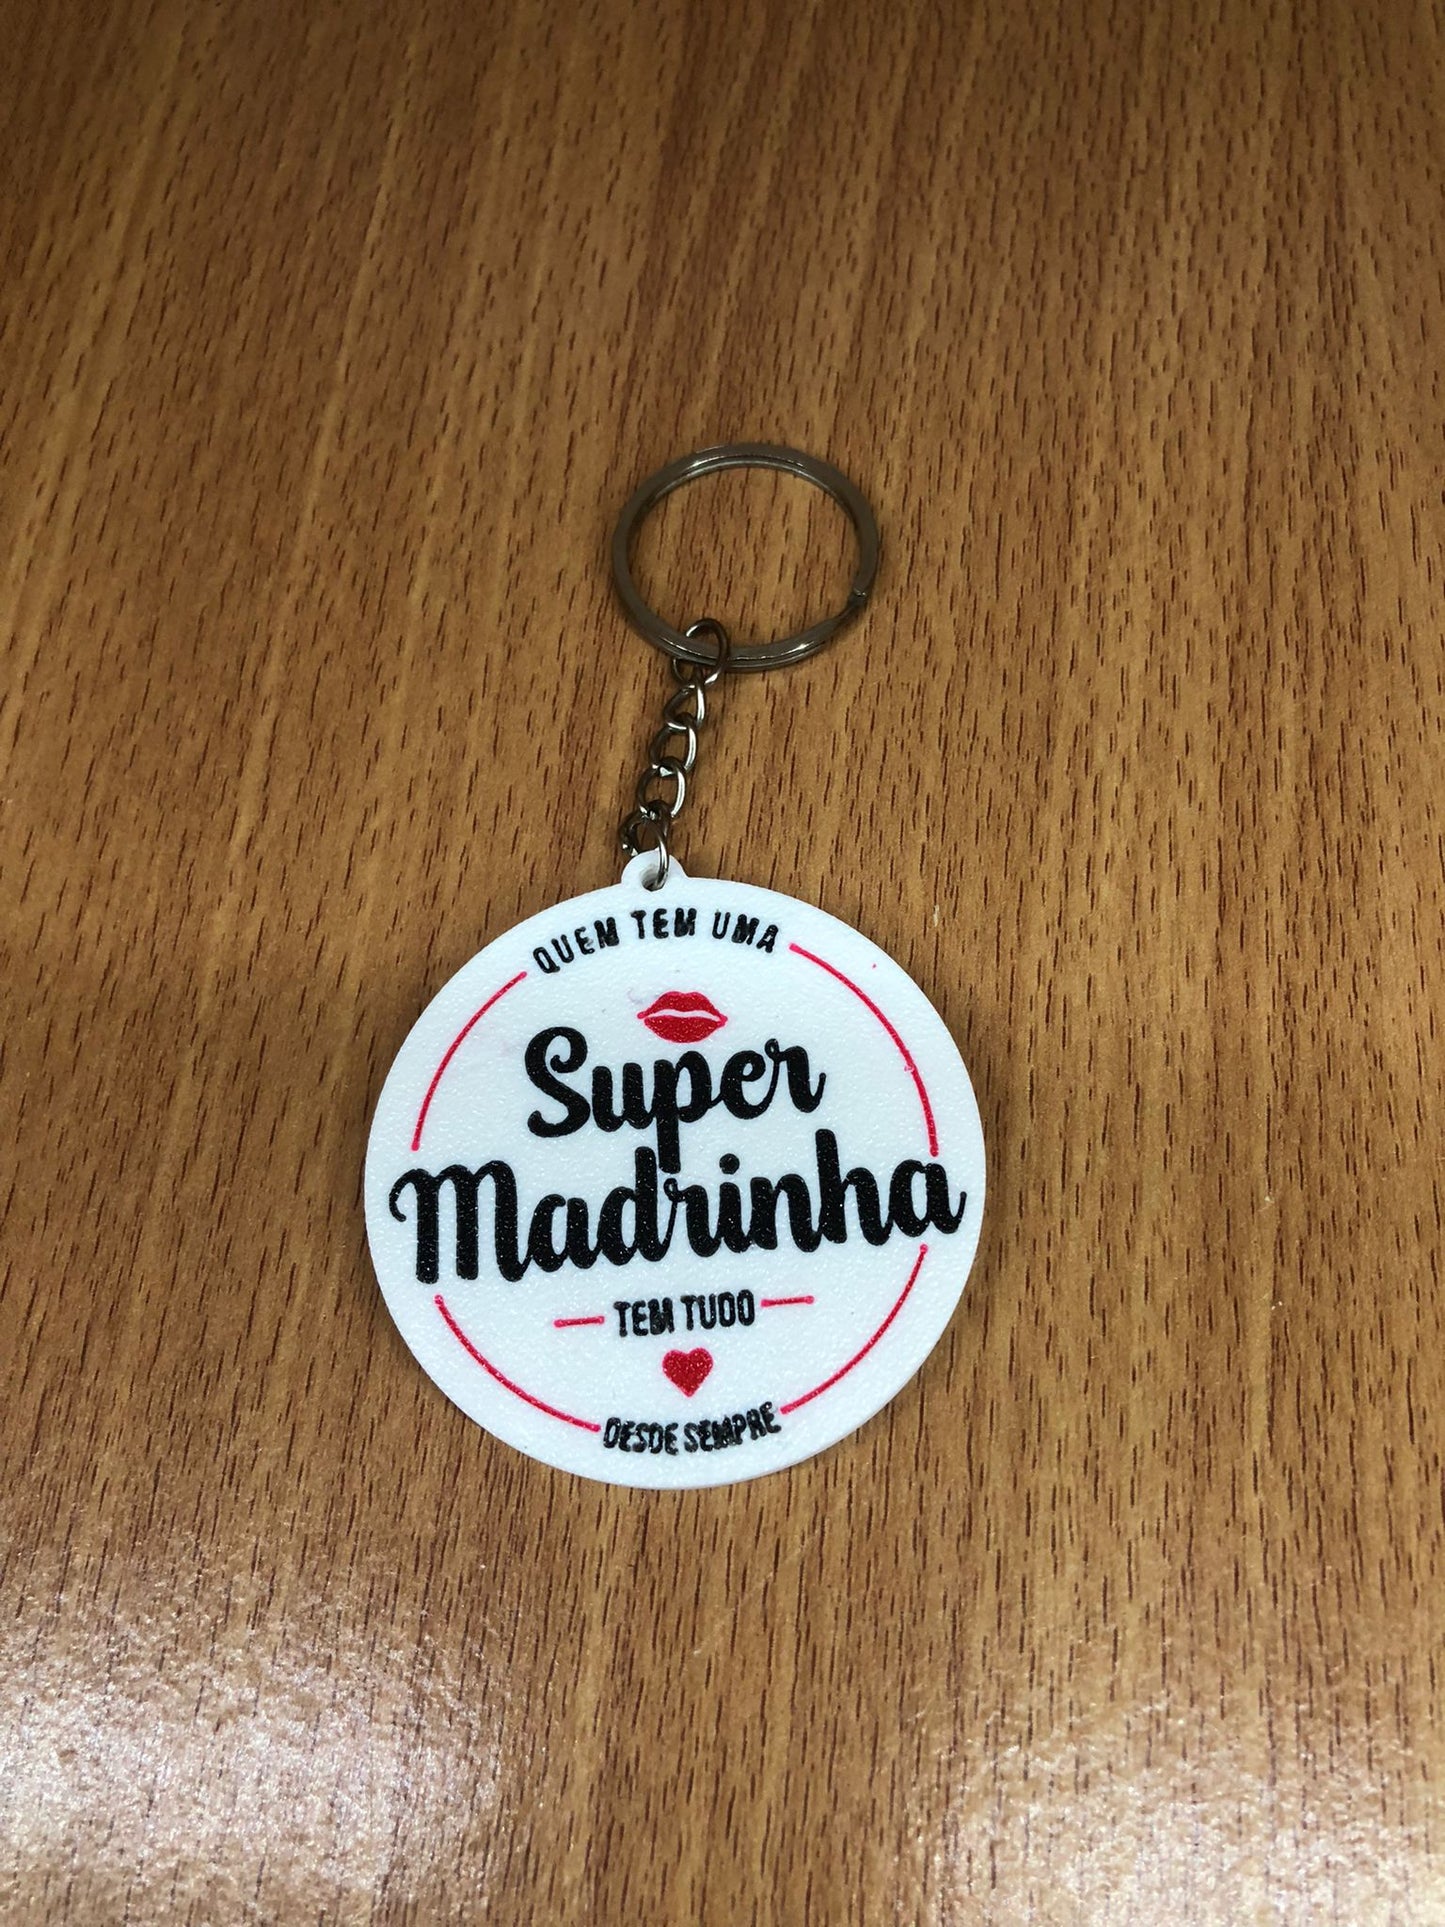 QUEM TEM UMA
Super
Madrinha
TEM TUDO
DESDE SEMPRE